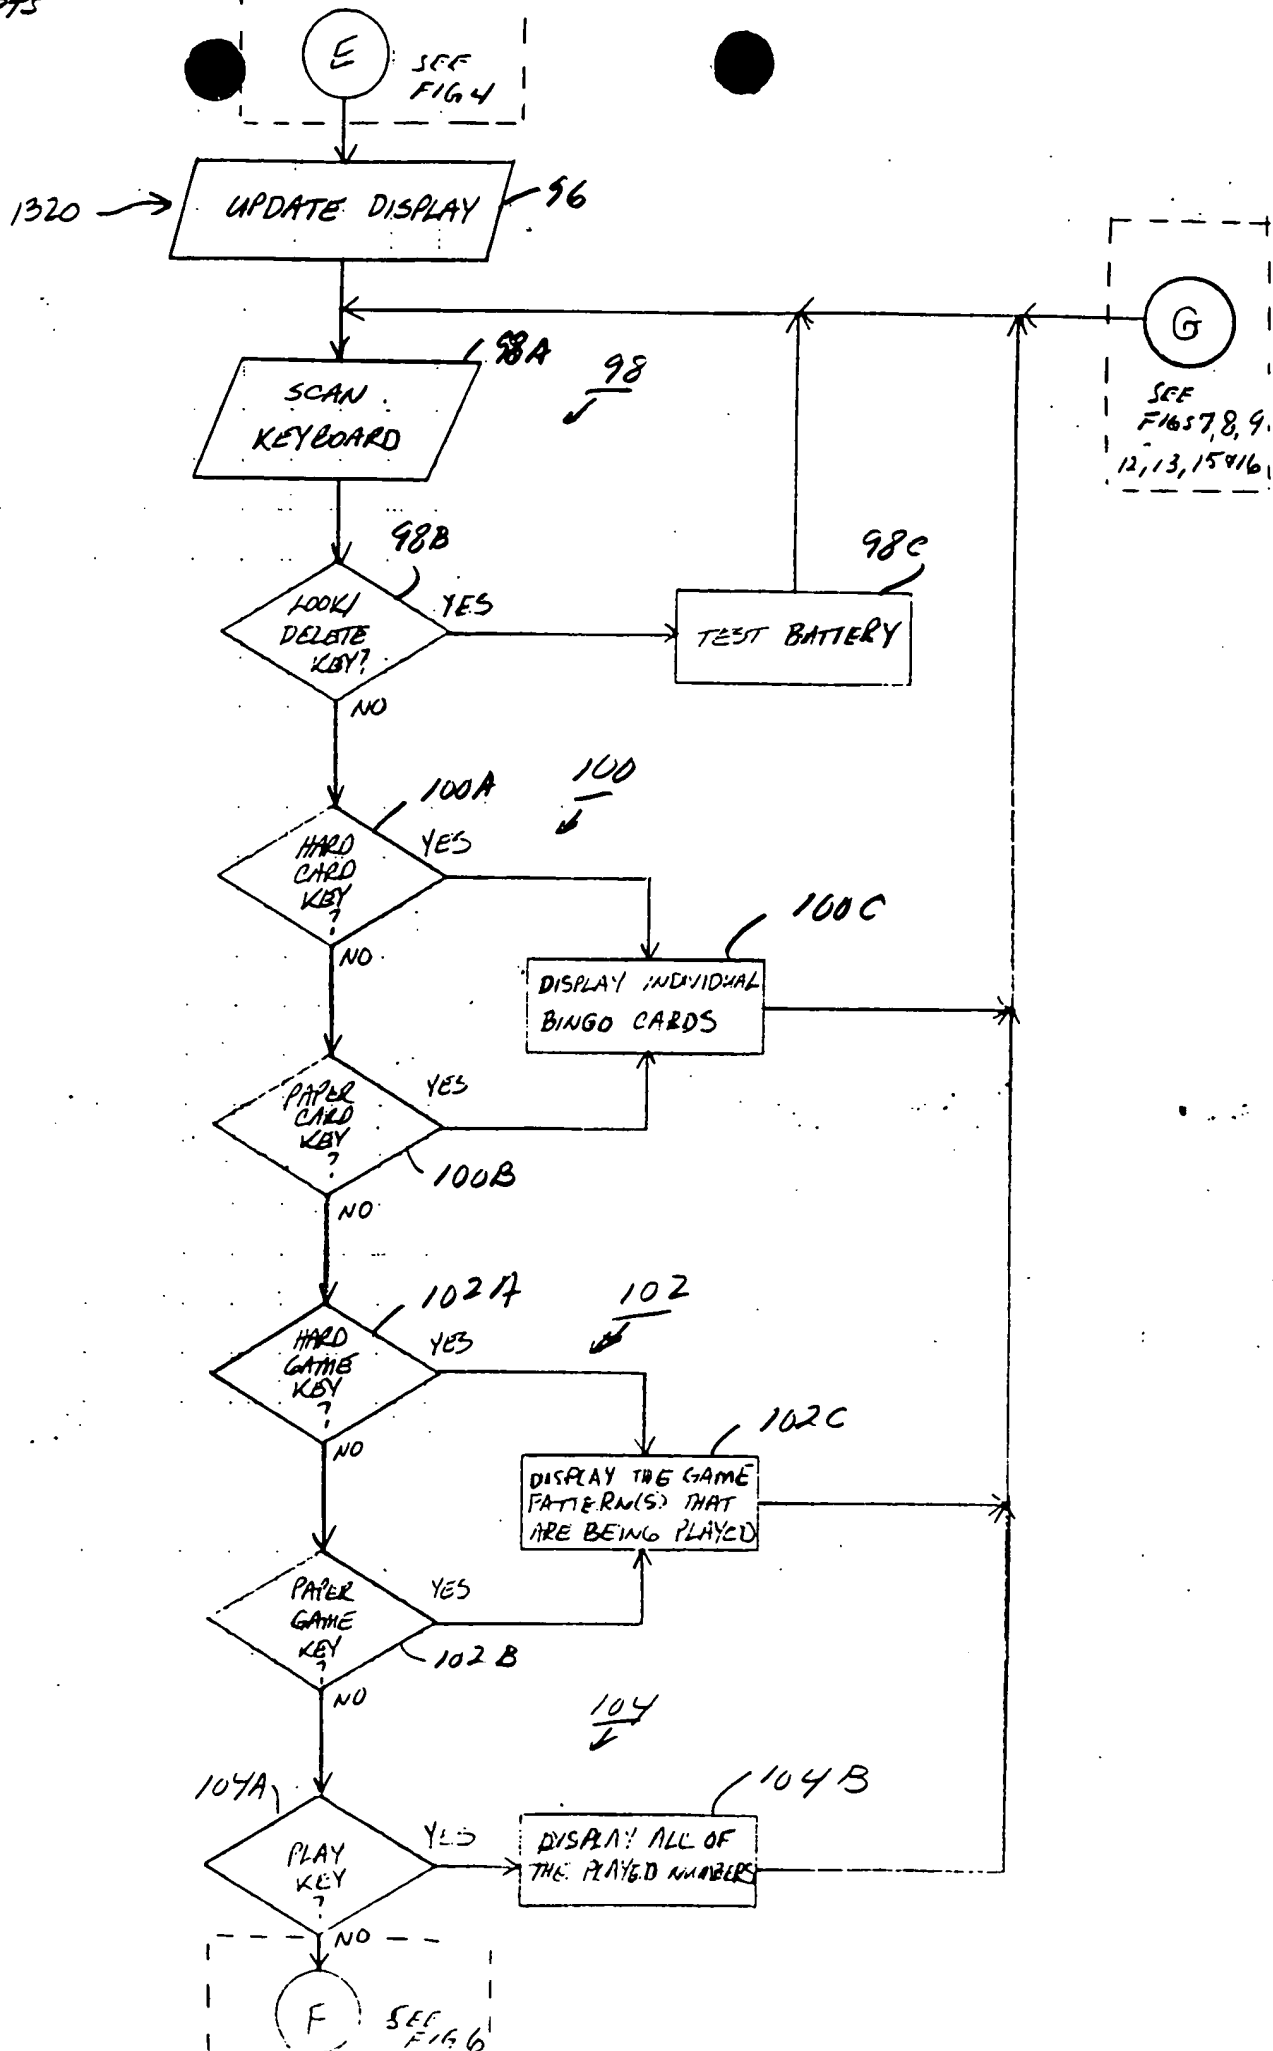 E
SEE
FIG 4
1320
UPDATE DISPLAY
96
G
SEE
FIGS 7, 8, 9,
12, 13, 15 & 16
98A
98
SCAN
KEYBOARD
98B
98C
LOOK/
DELETE
KEY?
YES
TEST BATTERY
NO
100
100A
HARD
CARD
KEY
?
YES
100C
NO
DISPLAY INDIVIDUAL
BINGO CARDS
PAPER
CARD
KEY
?
YES
100B
NO
102A
102
HARD
GAME
KEY
?
YES
102C
NO
DISPLAY THE GAME
PATTERN(S) THAT
ARE BEING PLAYED
PAPER
GAME
KEY
?
YES
102B
NO
104
104A
104B
PLAY
KEY
?
YES
DISPLAY ALL OF
THE PLAYED NUMBERS
NO
F
SEE
FIG 6